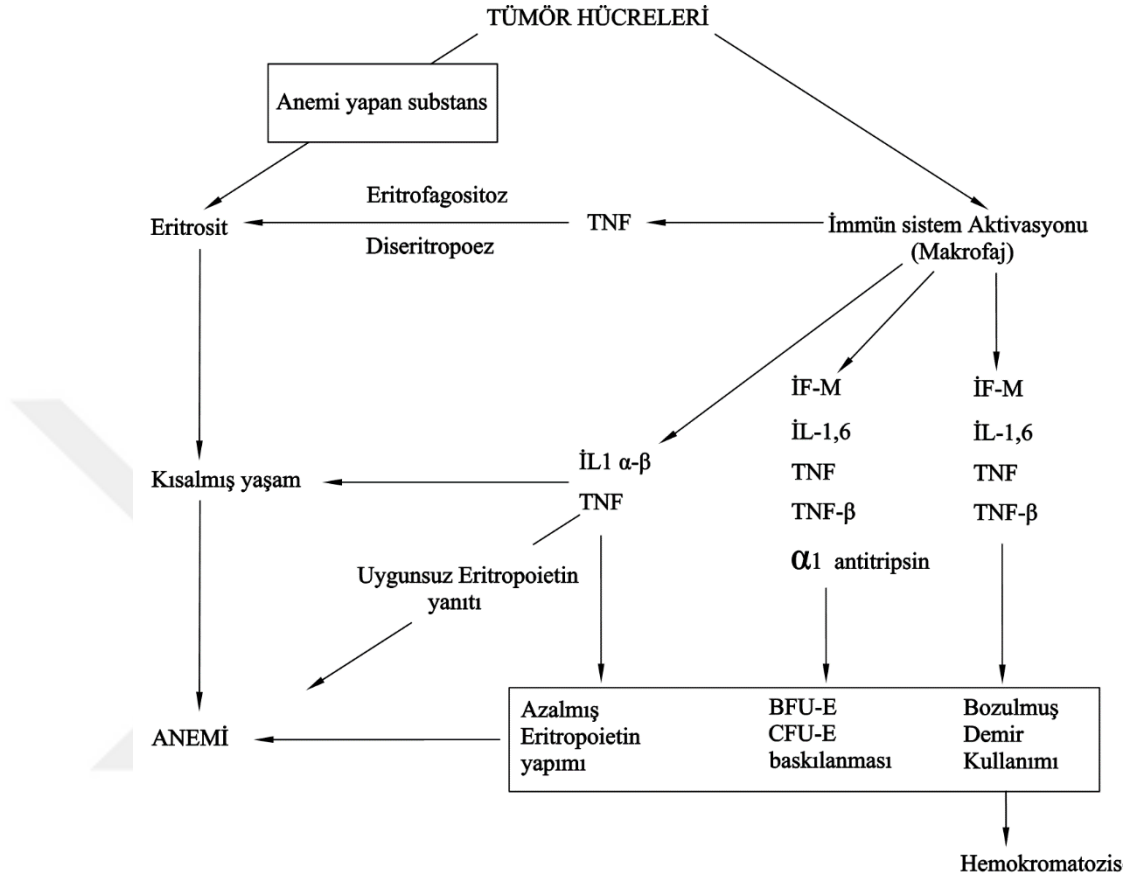 TÜMÖR HÜCRELERİ
Anemi yapan substans
Eritrofagositoz
Eritrosit
TNF
İmmün sistem Aktivasyonu
(Makrofaj)
Diseritropoez
İF-M
İL-1,6
TNF
TNF-β
α1 antitripsin
İF-M
İL-1,6
TNF
TNF-β
İL1 α-β
TNF
Kısalmış yaşam
Uygunsuz Eritropoietin
yanıtı
ANEMİ
Azalmış
Eritropoietin
yapımı
BFU-E
CFU-E
baskılanması
Bozulmuş
Demir
Kullanımı
Hemokromatozis